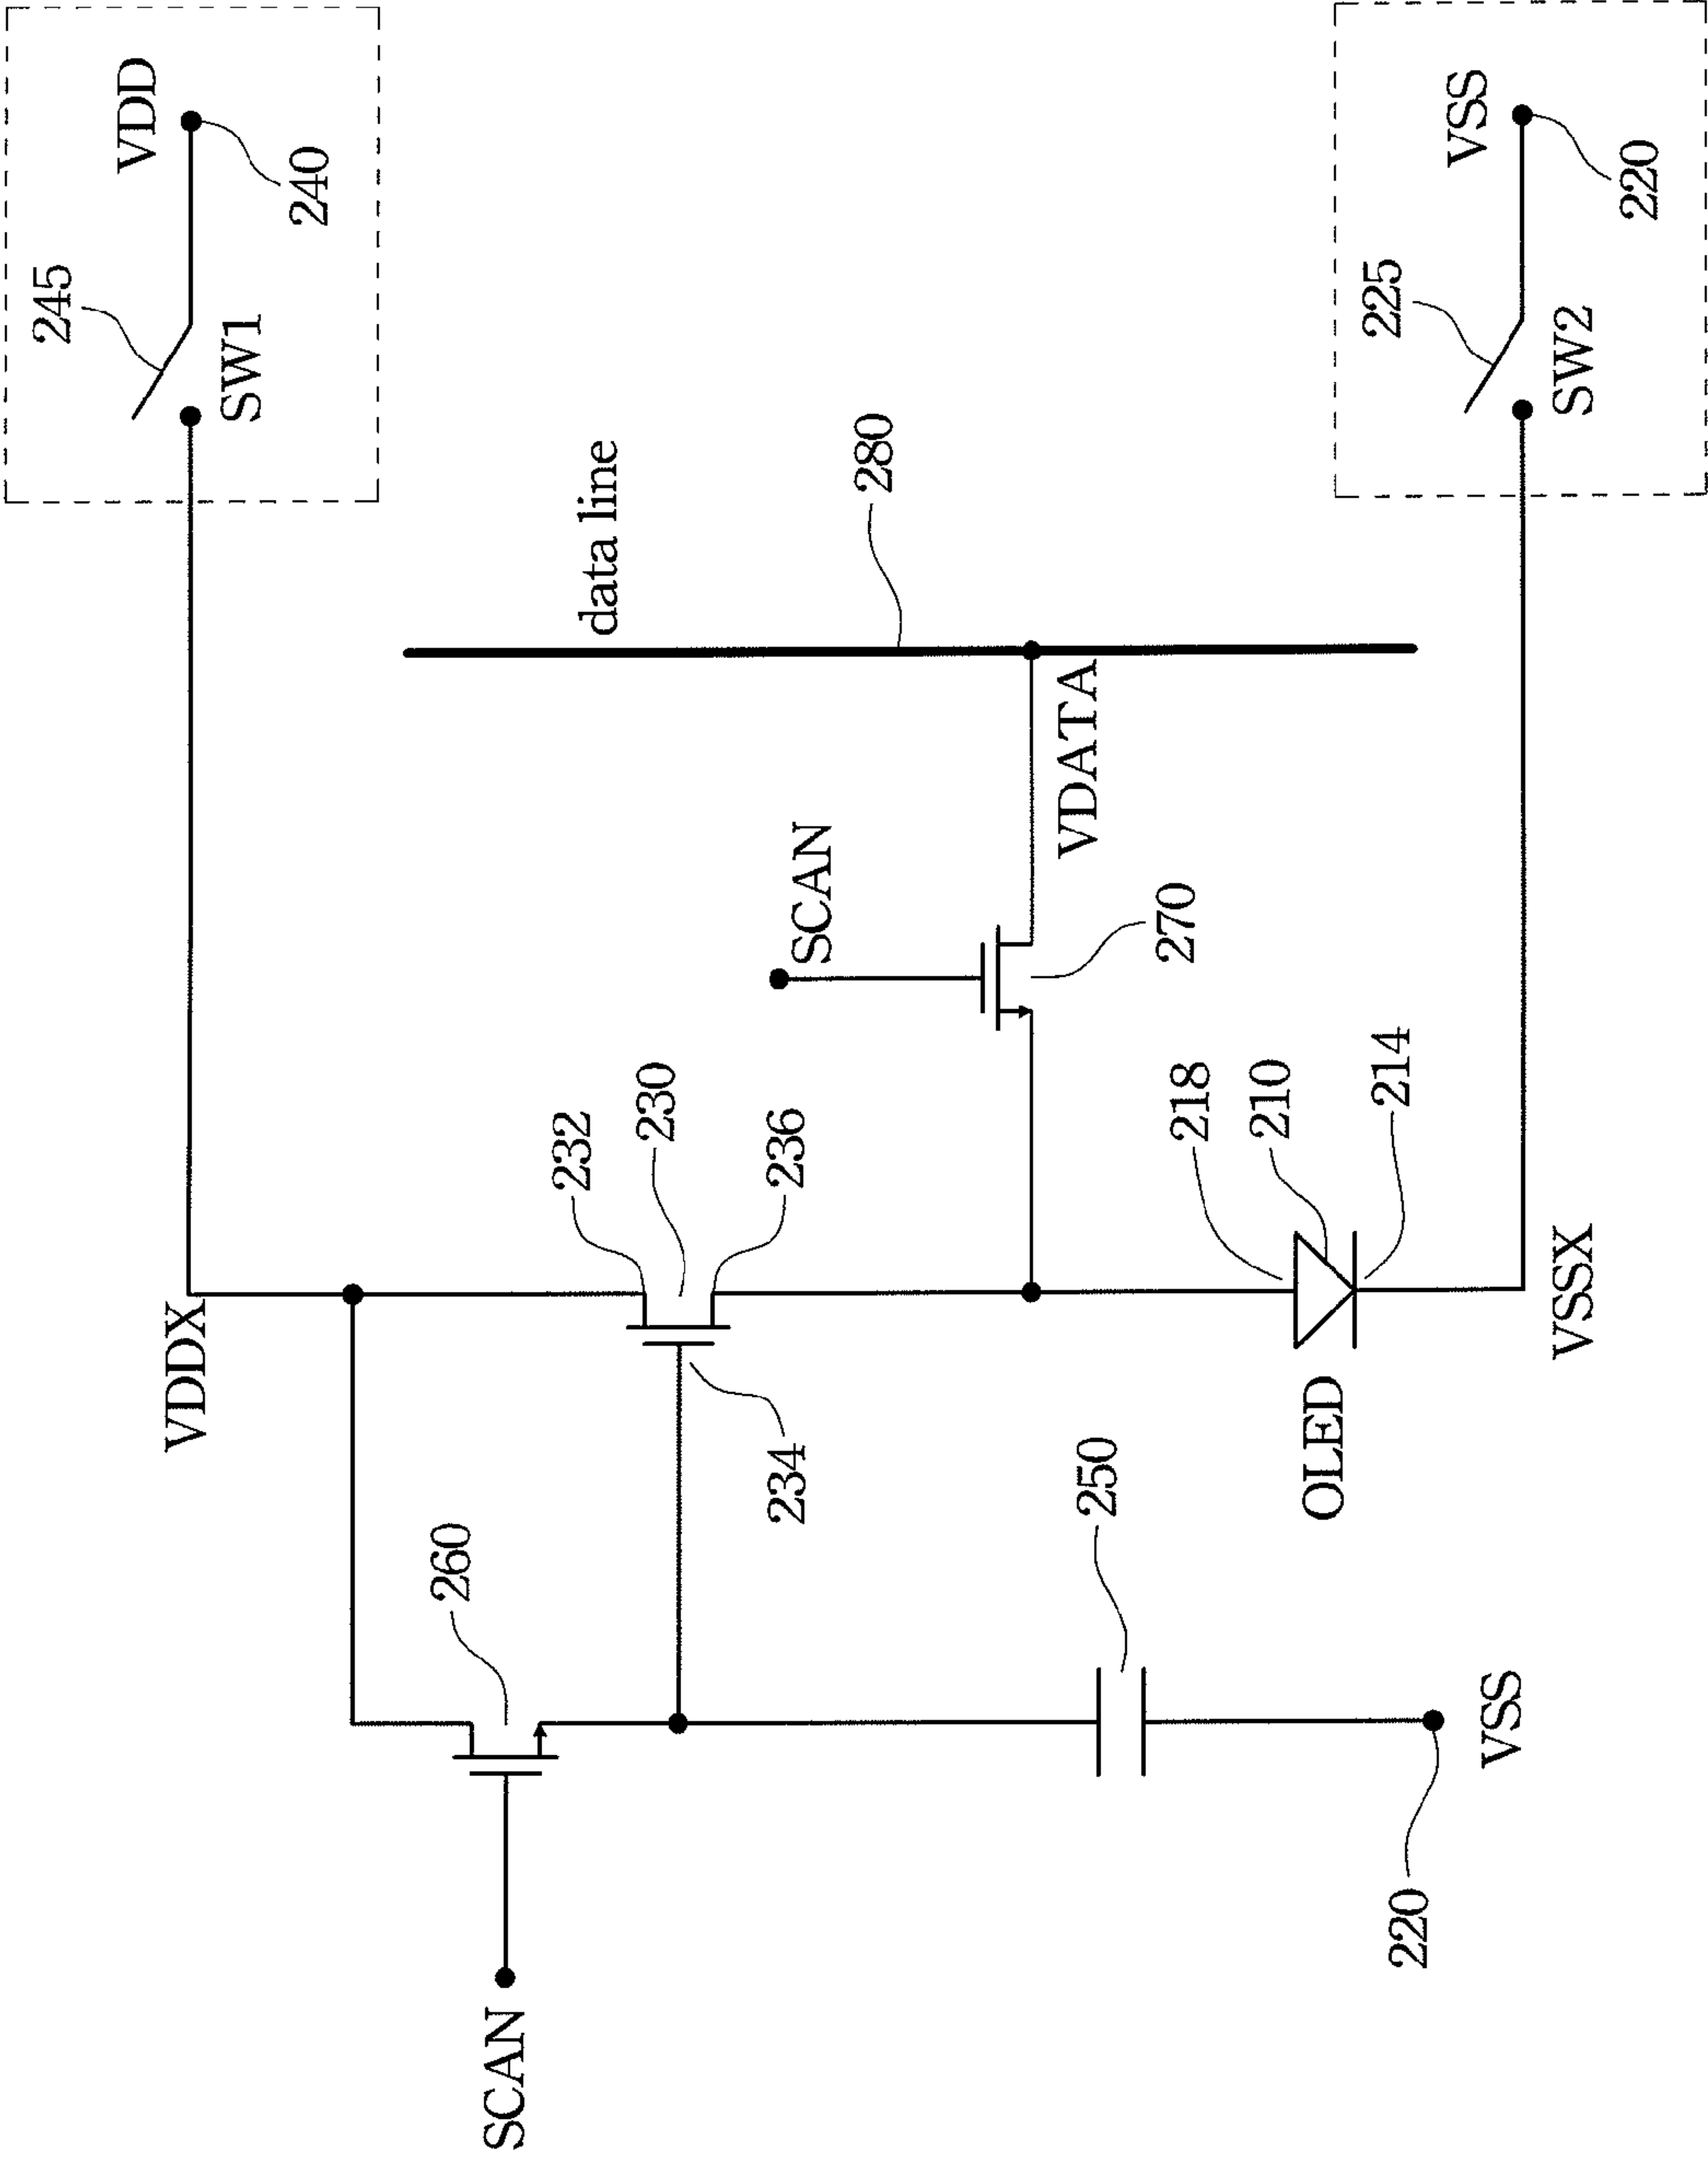 VDD
240
245
SW1
VSS
220
225
SW2
data line
280
VDATA
SCAN
270
232
230
236
234
218
210
214
VDDX
VSSX
OLED
260
250
SCAN
VSS
220